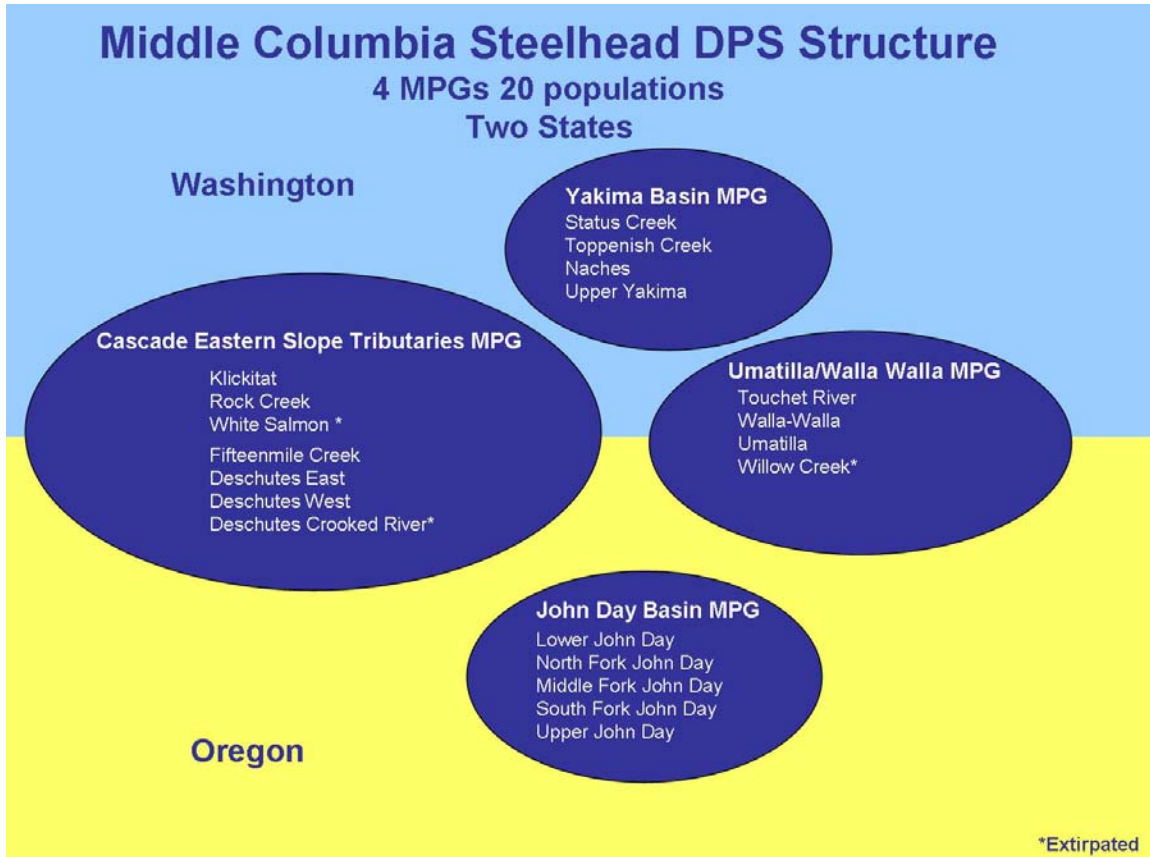 Middle Columbia Steelhead DPS Structure
4 MPGs 20 populations
Two States
Washington
Yakima Basin MPG
Status Creek
Toppenish Creek
Naches
Upper Yakima
Cascade Eastern Slope Tributaries MPG
Klickitat
Rock Creek
White Salmon *
Fifteenmile Creek
Deschutes East
Deschutes West
Deschutes Crooked River*
Umatilla/Walla Walla MPG
Touchet River
Walla-Walla
Umatilla
Willow Creek*
John Day Basin MPG
Lower John Day
North Fork John Day
Middle Fork John Day
South Fork John Day
Upper John Day
Oregon
*Extirpated